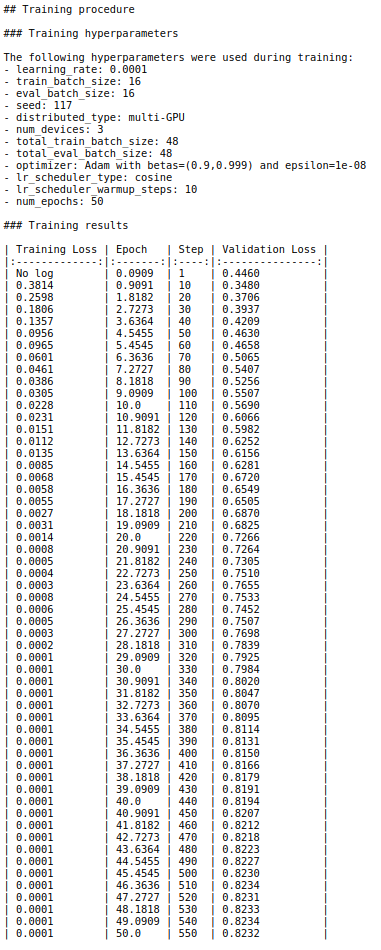 ## Training procedure
### Training hyperparameters
The following hyperparameters were used during training:
- learning_rate: 0.0001
- train_batch_size: 16
- eval_batch_size: 16
- seed: 117
- distributed_type: multi-GPU
- num_devices: 3
- total_train_batch_size: 48
- total_eval_batch_size: 48
- optimizer: Adam with betas=(0.9,0.999) and epsilon=1e-08
- lr_scheduler_type: cosine
- lr_scheduler_warmup_steps: 10
- num_epochs: 50
### Training results
| Training Loss | Epoch   | Step | Validation Loss |
|:-------------:|:-------:|:----:|:---------------:|
| No log        | 0.0909  | 1    | 0.4460          |
| 0.3814        | 0.9091  | 10   | 0.3480          |
| 0.2598        | 1.8182  | 20   | 0.3706          |
| 0.1806        | 2.7273  | 30   | 0.3937          |
| 0.1357        | 3.6364  | 40   | 0.4209          |
| 0.0956        | 4.5455  | 50   | 0.4630          |
| 0.0965        | 5.4545  | 60   | 0.4658          |
| 0.0601        | 6.3636  | 70   | 0.5065          |
| 0.0461        | 7.2727  | 80   | 0.5407          |
| 0.0386        | 8.1818  | 90   | 0.5256          |
| 0.0305        | 9.0909  | 100  | 0.5507          |
| 0.0228        | 10.0    | 110  | 0.5690          |
| 0.0231        | 10.9091 | 120  | 0.6066          |
| 0.0151        | 11.8182 | 130  | 0.5982          |
| 0.0112        | 12.7273 | 140  | 0.6252          |
| 0.0135        | 13.6364 | 150  | 0.6156          |
| 0.0085        | 14.5455 | 160  | 0.6281          |
| 0.0068        | 15.4545 | 170  | 0.6720          |
| 0.0058        | 16.3636 | 180  | 0.6549          |
| 0.0055        | 17.2727 | 190  | 0.6505          |
| 0.0027        | 18.1818 | 200  | 0.6870          |
| 0.0031        | 19.0909 | 210  | 0.6825          |
| 0.0014        | 20.0    | 220  | 0.7266          |
| 0.0008        | 20.9091 | 230  | 0.7264          |
| 0.0005        | 21.8182 | 240  | 0.7305          |
| 0.0004        | 22.7273 | 250  | 0.7510          |
| 0.0003        | 23.6364 | 260  | 0.7655          |
| 0.0008        | 24.5455 | 270  | 0.7533          |
| 0.0006        | 25.4545 | 280  | 0.7452          |
| 0.0005        | 26.3636 | 290  | 0.7507          |
| 0.0003        | 27.2727 | 300  | 0.7698          |
| 0.0002        | 28.1818 | 310  | 0.7839          |
| 0.0001        | 29.0909 | 320  | 0.7925          |
| 0.0001        | 30.0    | 330  | 0.7984          |
| 0.0001        | 30.9091 | 340  | 0.8020          |
| 0.0001        | 31.8182 | 350  | 0.8047          |
| 0.0001        | 32.7273 | 360  | 0.8070          |
| 0.0001        | 33.6364 | 370  | 0.8095          |
| 0.0001        | 34.5455 | 380  | 0.8114          |
| 0.0001        | 35.4545 | 390  | 0.8131          |
| 0.0001        | 36.3636 | 400  | 0.8150          |
| 0.0001        | 37.2727 | 410  | 0.8166          |
| 0.0001        | 38.1818 | 420  | 0.8179          |
| 0.0001        | 39.0909 | 430  | 0.8191          |
| 0.0001        | 40.0    | 440  | 0.8194          |
| 0.0001        | 40.9091 | 450  | 0.8207          |
| 0.0001        | 41.8182 | 460  | 0.8212          |
| 0.0001        | 42.7273 | 470  | 0.8218          |
| 0.0001        | 43.6364 | 480  | 0.8223          |
| 0.0001        | 44.5455 | 490  | 0.8227          |
| 0.0001        | 45.4545 | 500  | 0.8230          |
| 0.0001        | 46.3636 | 510  | 0.8234          |
| 0.0001        | 47.2727 | 520  | 0.8231          |
| 0.0001        | 48.1818 | 530  | 0.8233          |
| 0.0001        | 49.0909 | 540  | 0.8234          |
| 0.0001        | 50.0    | 550  | 0.8232          |